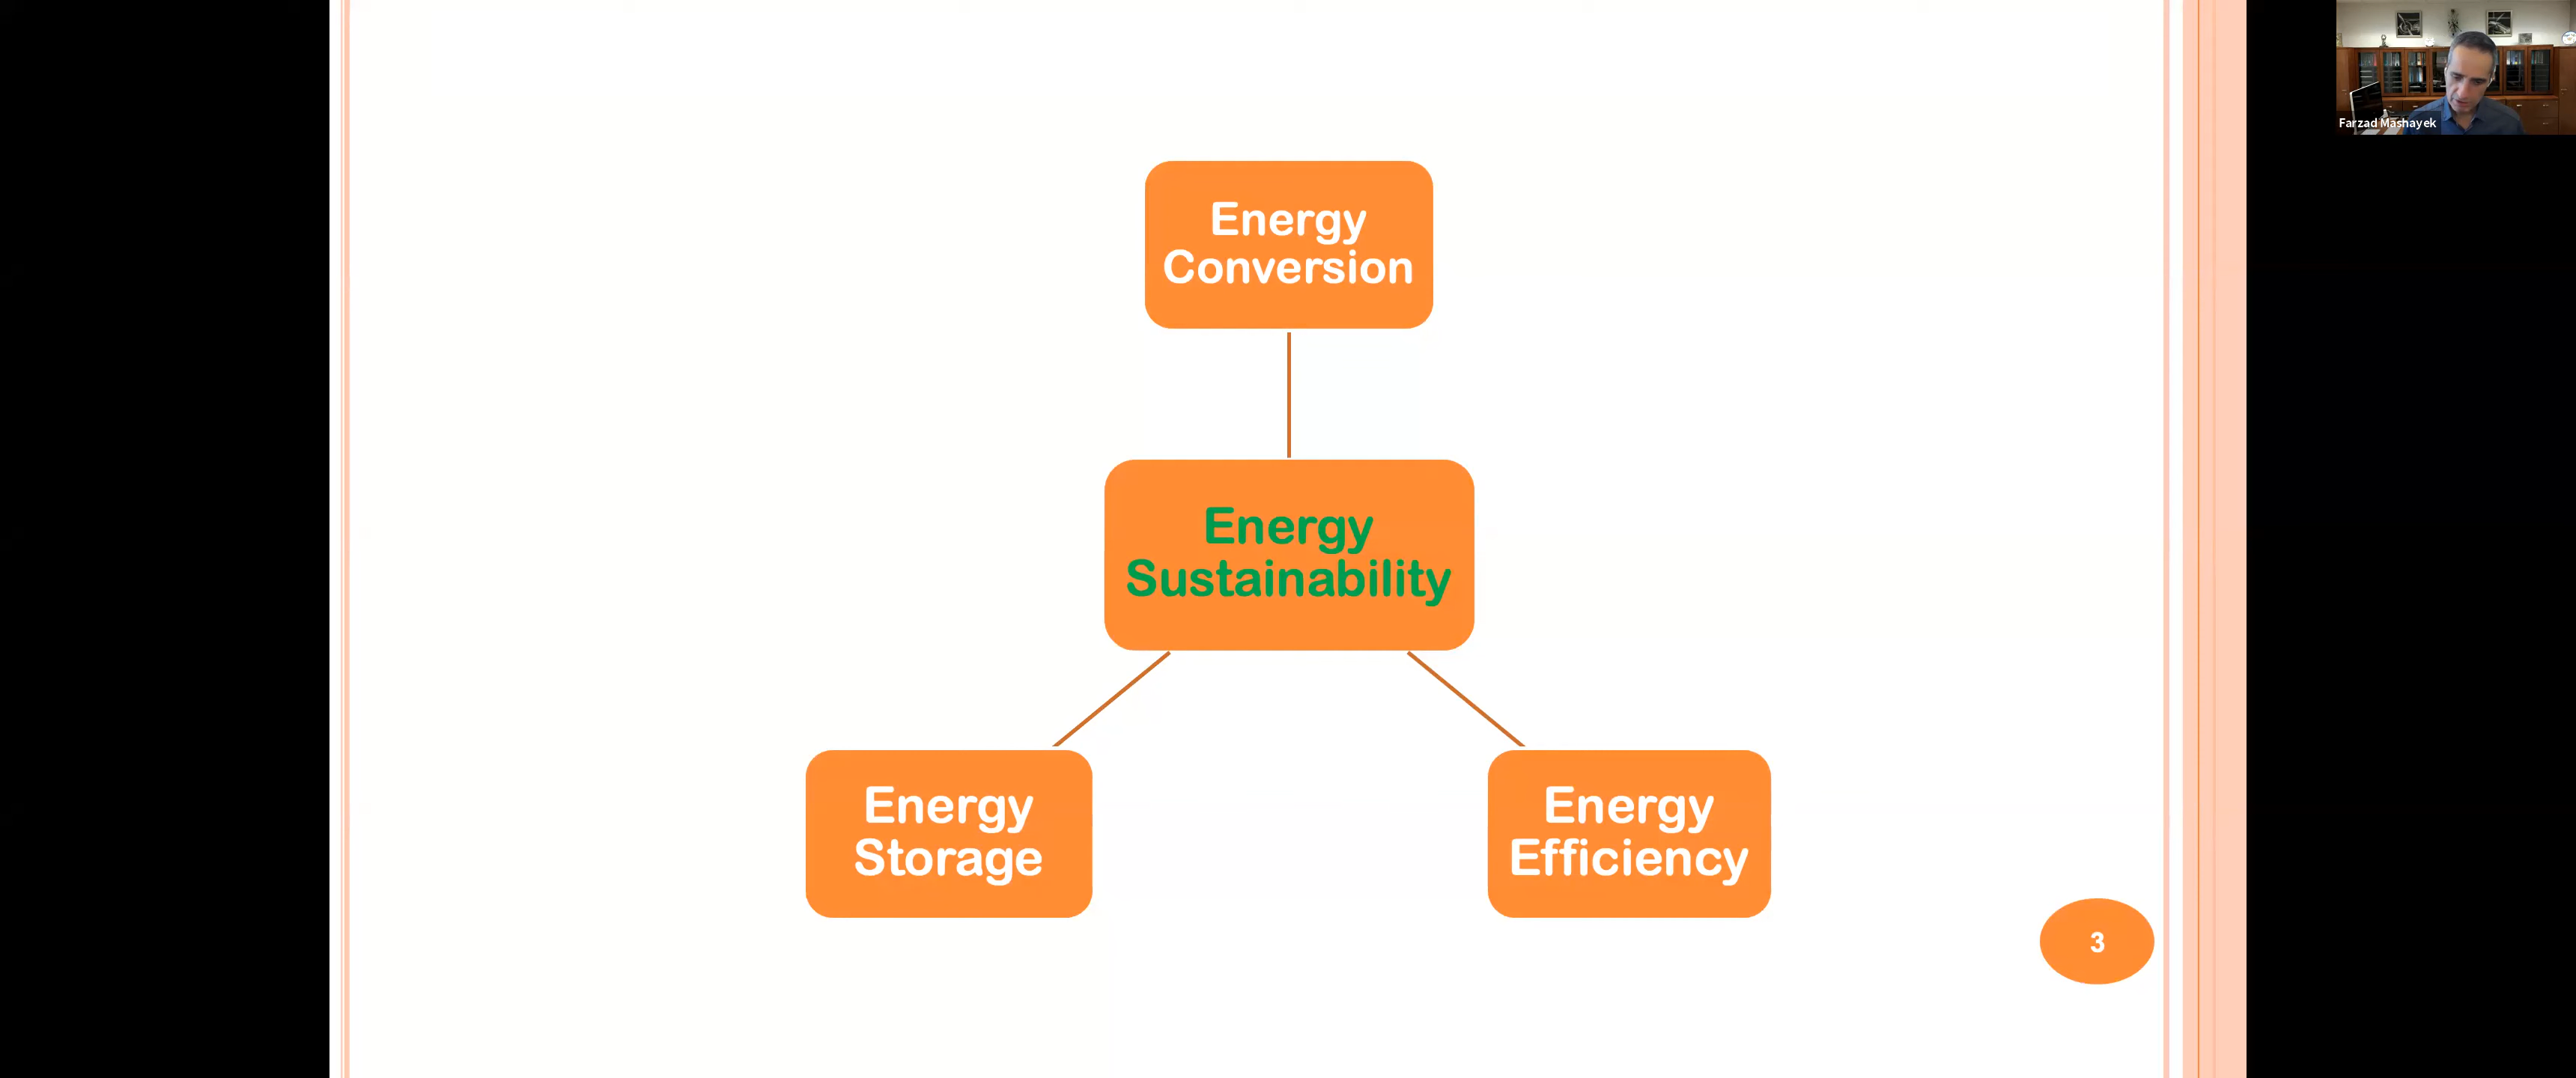 Farzad Mashayek
Energy
Conversion
Energy
Sustainability
Energy
Storage
Energy
Efficiency
3